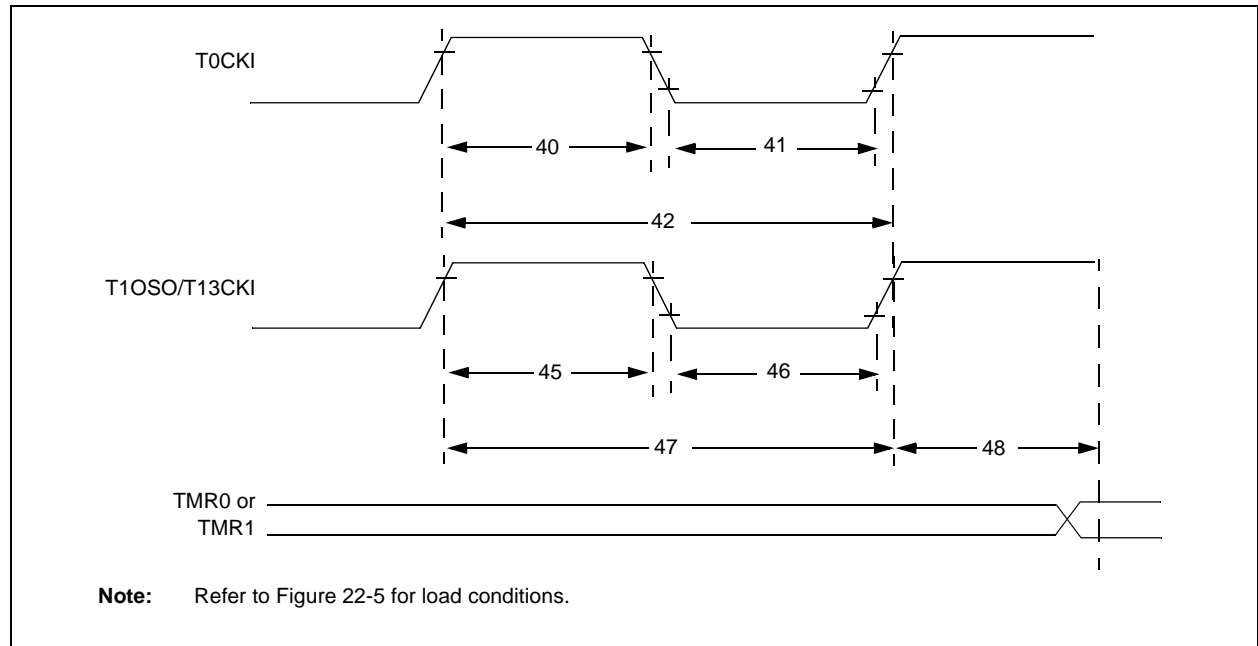 T0CKI
40
41
42
T1OSO/T13CKI
45
46
47
48
TMR0 or
TMR1
Note: Refer to Figure 22-5 for load conditions.